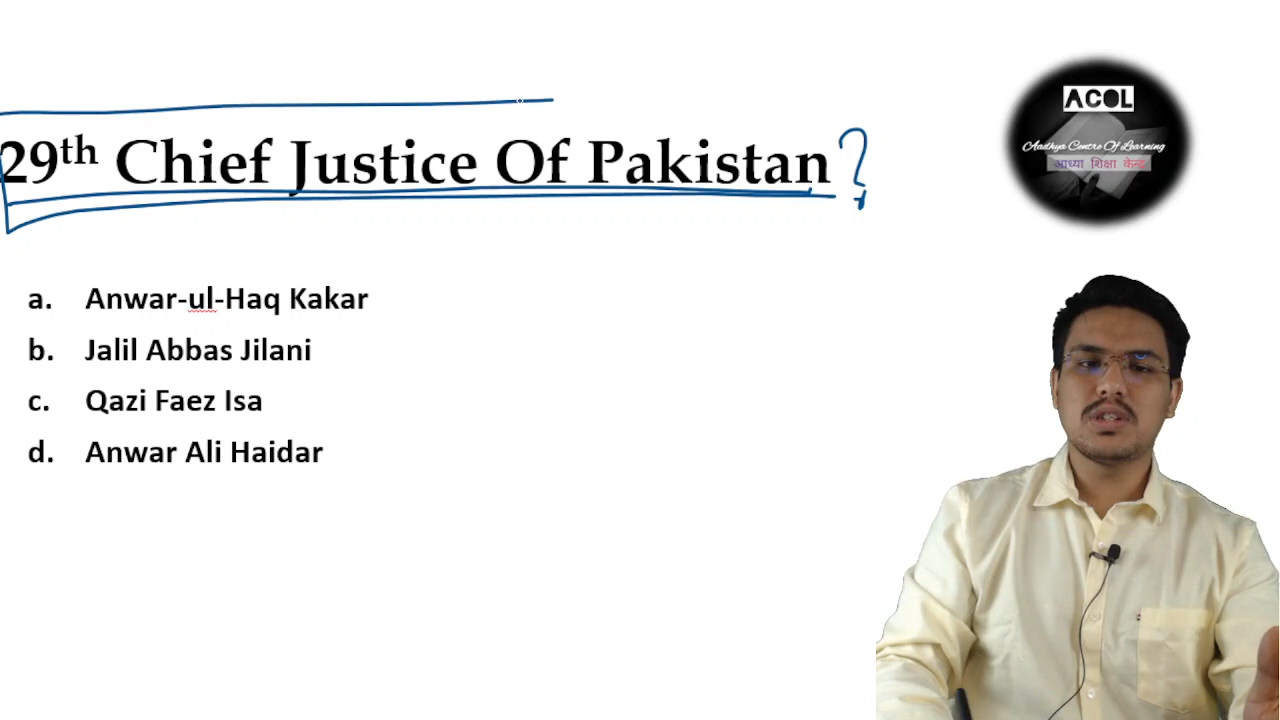 ACOL
Aadhya Centre Of Learning
आध्या शिक्षा केन्द्र
29th Chief Justice Of Pakistan ?
a. Anwar-ul-Haq Kakar
b. Jalil Abbas Jilani
c. Qazi Faez Isa
d. Anwar Ali Haidar